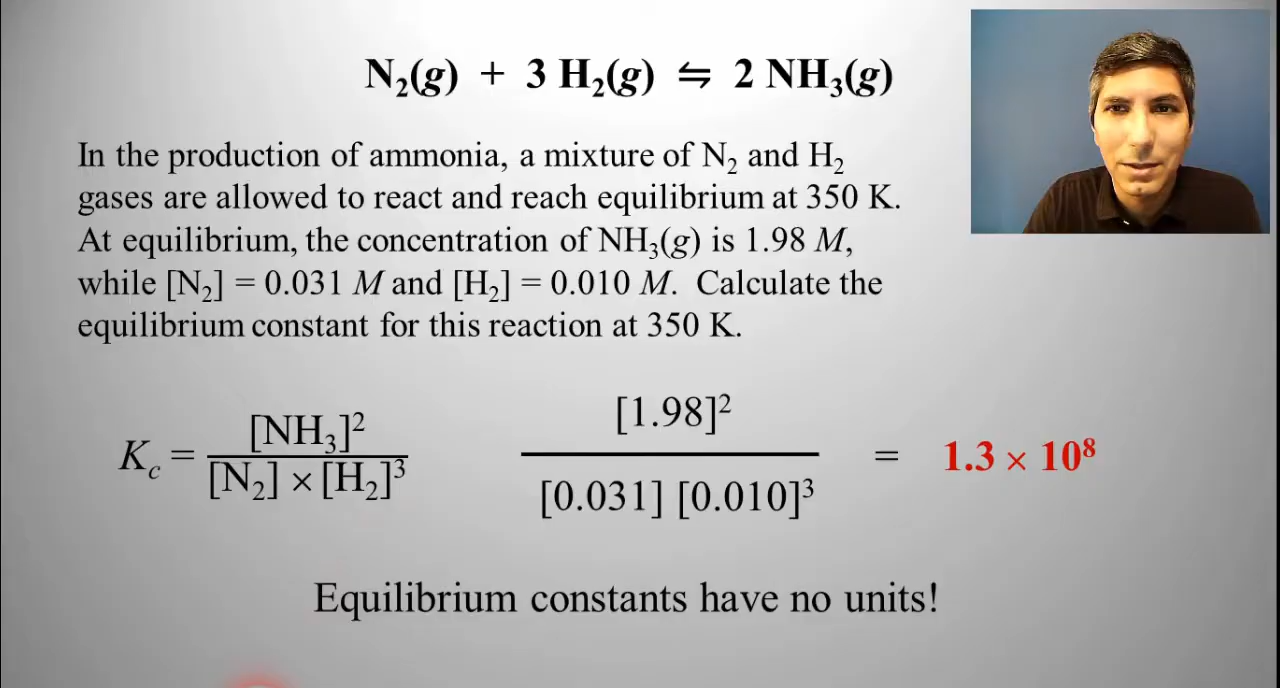 N₂(g) + 3 H₂(g) ⇋ 2 NH₃(g)
In the production of ammonia, a mixture of N₂ and H₂
gases are allowed to react and reach equilibrium at 350 K.
At equilibrium, the concentration of NH₃(g) is 1.98 M,
while [N₂] = 0.031 M and [H₂] = 0.010 M. Calculate the
equilibrium constant for this reaction at 350 K.
[NH₃]² [1.98]²
K_c = = 1.3 × 10⁸
[N₂] × [H₂]³ [0.031] [0.010]³
Equilibrium constants have no units!